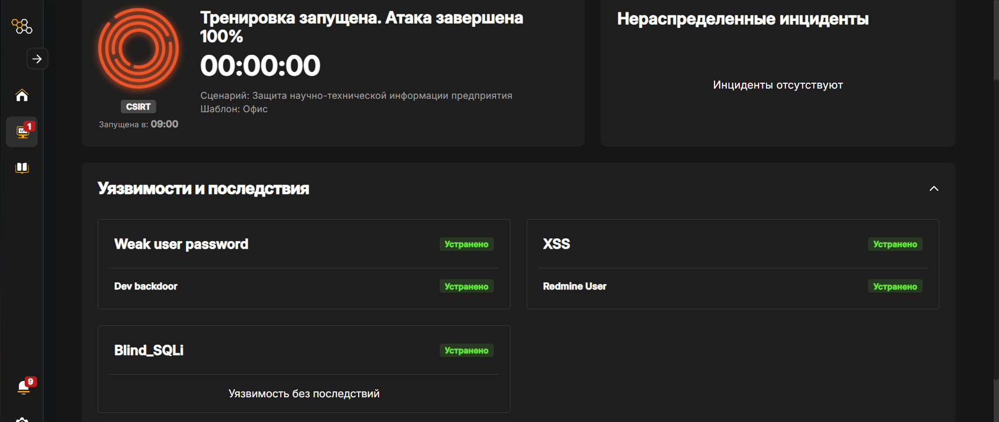 Тренировка запущена. Атака завершена
100%
00:00:00
Сценарий: Защита научно-технической информации предприятия
Шаблон: Офис
CSIRT
Запущена в: 09:00
Нераспределенные инциденты
Инциденты отсутствуют
1
9
Уязвимости и последствия
Weak user password
Устранено
Dev backdoor
Устранено
XSS
Устранено
Redmine User
Устранено
Blind_SQLi
Устранено
Уязвимость без последствий